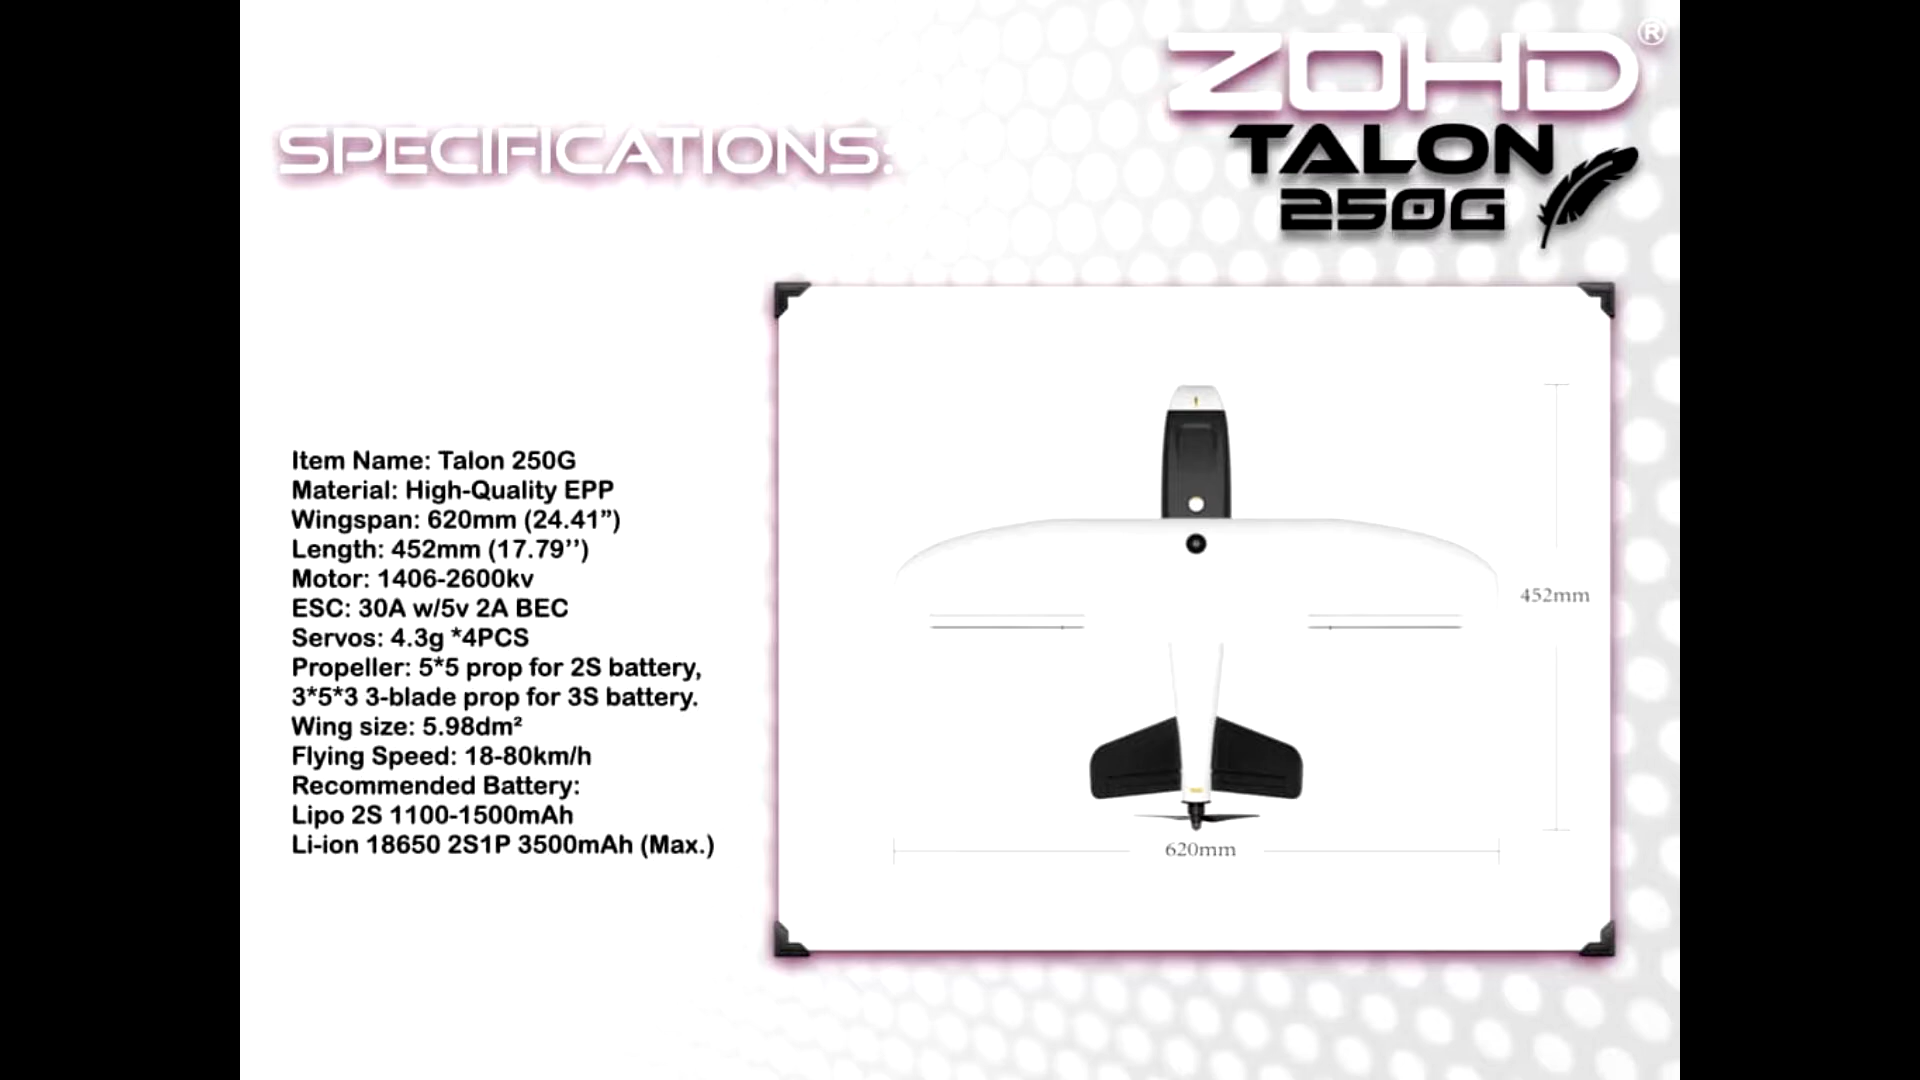 ZOHD®
TALON
250G
SPECIFICATIONS:
Item Name: Talon 250G
Material: High-Quality EPP
Wingspan: 620mm (24.41”)
Length: 452mm (17.79’’)
Motor: 1406-2600kv
ESC: 30A w/5v 2A BEC
Servos: 4.3g *4PCS
Propeller: 5*5 prop for 2S battery,
3*5*3 3-blade prop for 3S battery.
Wing size: 5.98dm²
Flying Speed: 18-80km/h
Recommended Battery:
Lipo 2S 1100-1500mAh
Li-ion 18650 2S1P 3500mAh (Max.)
452mm
620mm